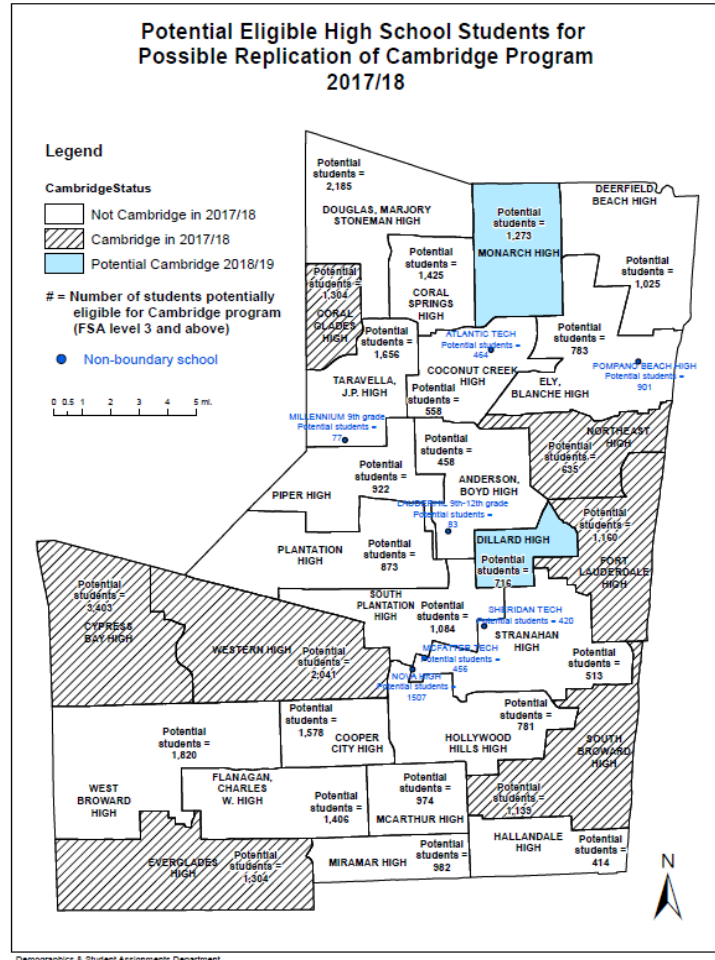 Potential Eligible High School Students for
Possible Replication of Cambridge Program
2017/18
Legend
CambridgeStatus
Not Cambridge in 2017/18
Cambridge in 2017/18
Potential Cambridge 2018/19
# = Number of students potentially
eligible for Cambridge program
(FSA level 3 and above)
Non-boundary school
0 0.5 1 2 3 4 5 mi.
Potential
students =
2,185
DOUGLAS, MARJORY
STONEMAN HIGH
Potential
students =
1,273
MONARCH HIGH
DEERFIELD
BEACH HIGH
Potential
students =
1,025
Potential
students =
1,425
CORAL
SPRINGS
HIGH
Potential
students =
1,304
CORAL
GLADES HIGH
Potential
students =
1,656
TARAVELLA,
J.P. HIGH
ATLANTIC TECH
Potential students =
464
COCONUT CREEK
HIGH
Potential
students =
558
Potential
students =
783
ELY,
BLANCHE HIGH
POMPANO BEACH HIGH
Potential students =
901
MILLENNIUM 9th grade
Potential students =
77
Potential
students =
458
ANDERSON,
BOYD HIGH
NORTHEAST
HIGH
Potential
students =
635
Potential
students =
922
PIPER HIGH
LAUDERHILL 9th-12th grade
Potential students =
83
PLANTATION
HIGH
Potential
students =
873
DILLARD HIGH
Potential
students =
716
Potential
students =
1,160
FORT
LAUDERDALE
HIGH
SOUTH
PLANTATION
HIGH
Potential
students =
1,084
SHERIDAN TECH
Potential students = 420
STRANAHAN
HIGH
Potential
students =
513
MCFATTER TECH
Potential students =
456
NOVA HIGH
Potential students =
1507
Potential
students =
3,403
CYPRESS
BAY HIGH
WESTERN HIGH
Potential
students =
2,041
Potential
students =
1,820
WEST
BROWARD
HIGH
Potential
students =
1,578
COOPER
CITY HIGH
Potential
students =
781
HOLLYWOOD
HILLS HIGH
SOUTH
BROWARD
HIGH
Potential
students =
1,139
FLANAGAN,
CHARLES
W. HIGH
Potential
students =
1,406
Potential
students =
974
MCARTHUR HIGH
EVERGLADES
HIGH
Potential
students =
1,304
MIRAMAR HIGH
Potential
students =
982
HALLANDALE
HIGH
Potential
students =
414
N
Demographics & Student Assignments Department